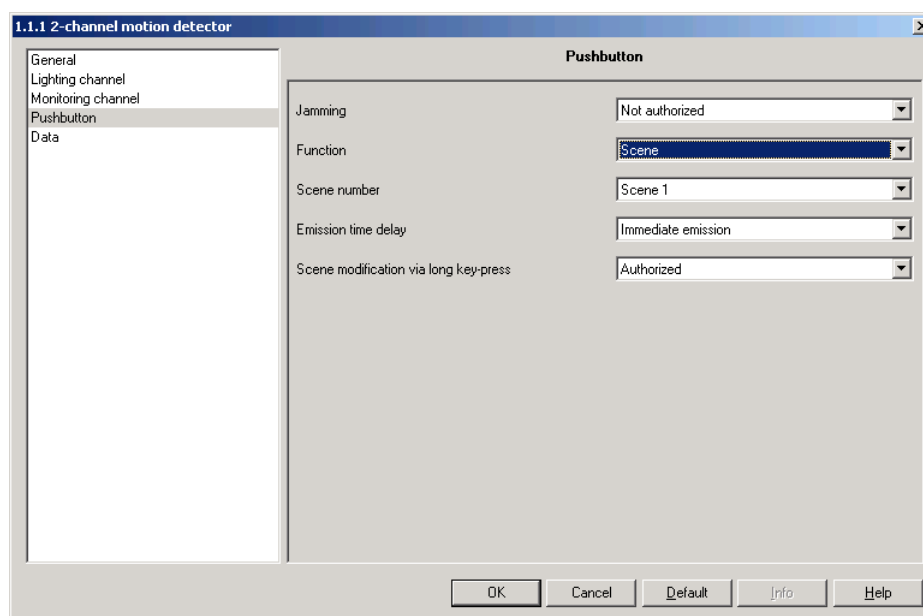 1.1.1 2-channel motion detector
General
Lighting channel
Monitoring channel
Pushbutton
Data
Pushbutton
Jamming Not authorized
Function Scene
Scene number Scene 1
Emission time delay Immediate emission
Scene modification via long key-press Authorized
OK Cancel Default Info Help